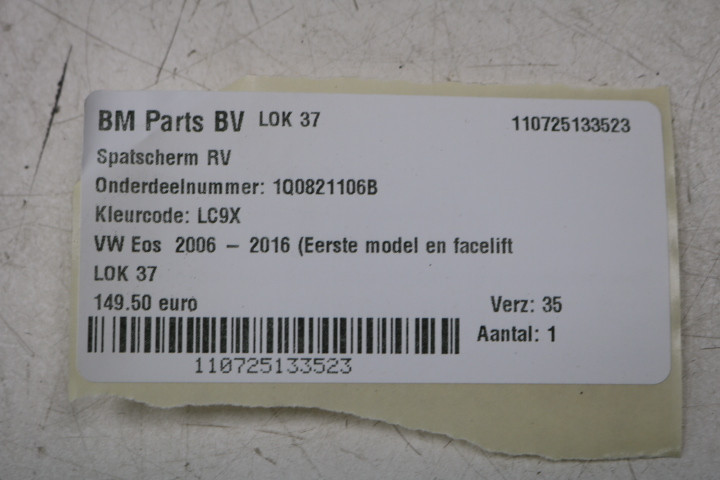 BM Parts BV LOK 37 110725133523
Spatscherm RV
Onderdeelnummer: 1Q0821106B
Kleurcode: LC9X
VW Eos 2006 – 2016 (Eerste model en facelift
LOK 37
149.50 euro Verz: 35
Aantal: 1
110725133523